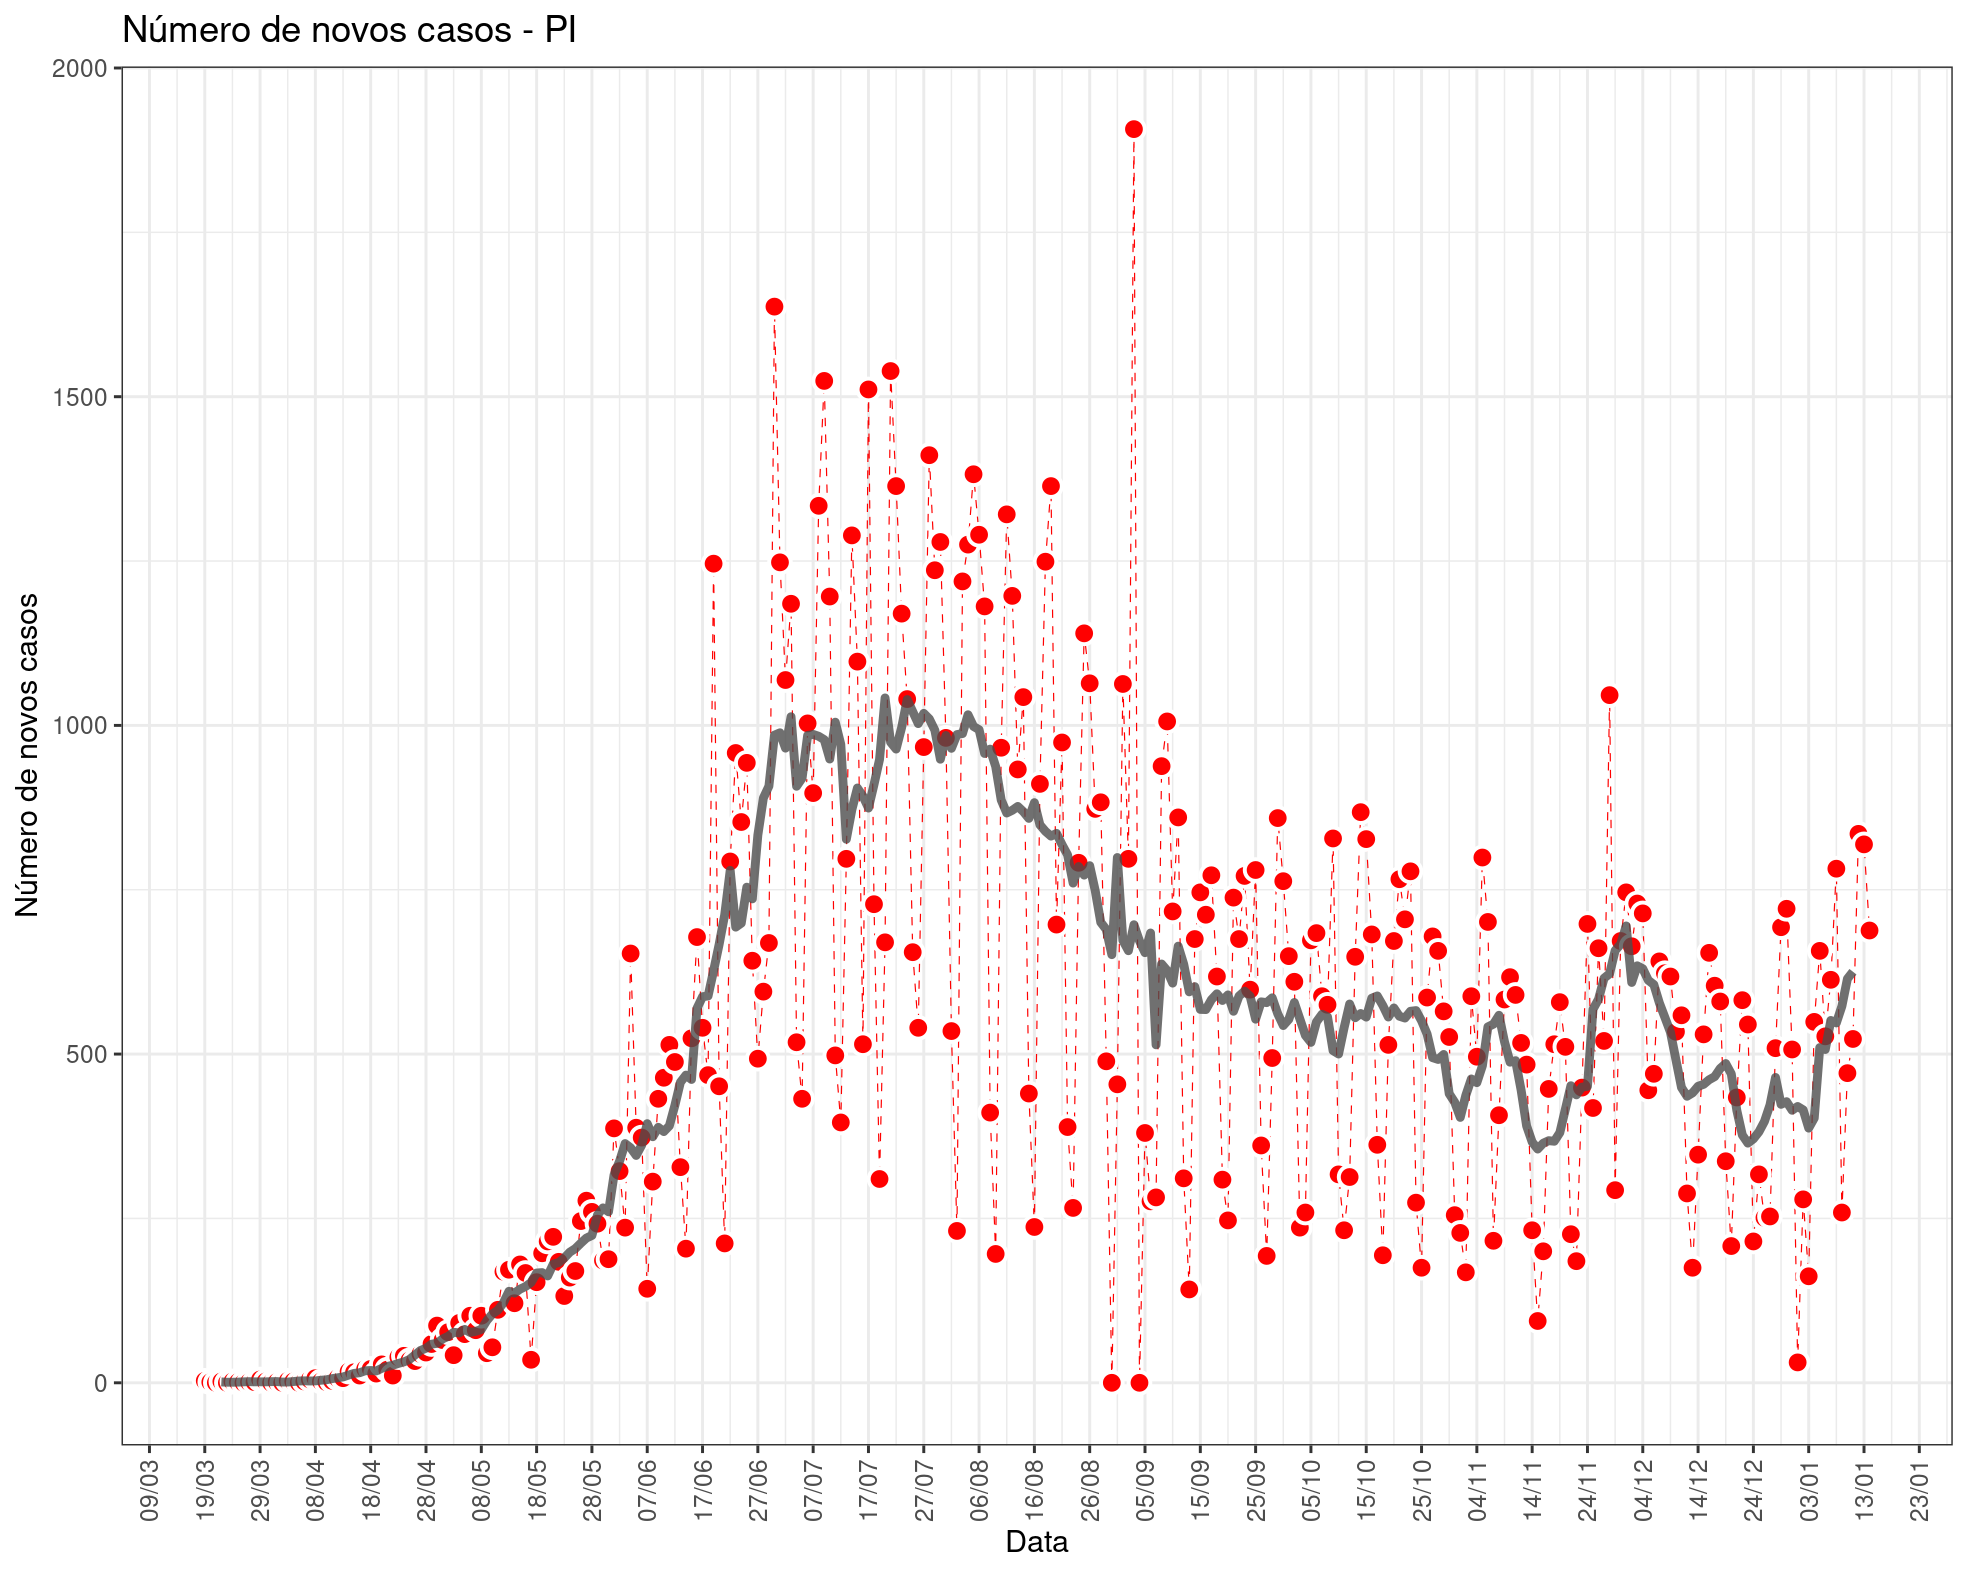 Número de novos casos - PI
2000
1500
1000
500
0
Número de novos casos
09/03 19/03 29/03 08/04 18/04 28/04 08/05 18/05 28/05 07/06 17/06 27/06 07/07 17/07 27/07 06/08 16/08 26/08 05/09 15/09 25/09 05/10 15/10 25/10 04/11 14/11 24/11 04/12 14/12 24/12 03/01 13/01 23/01
Data